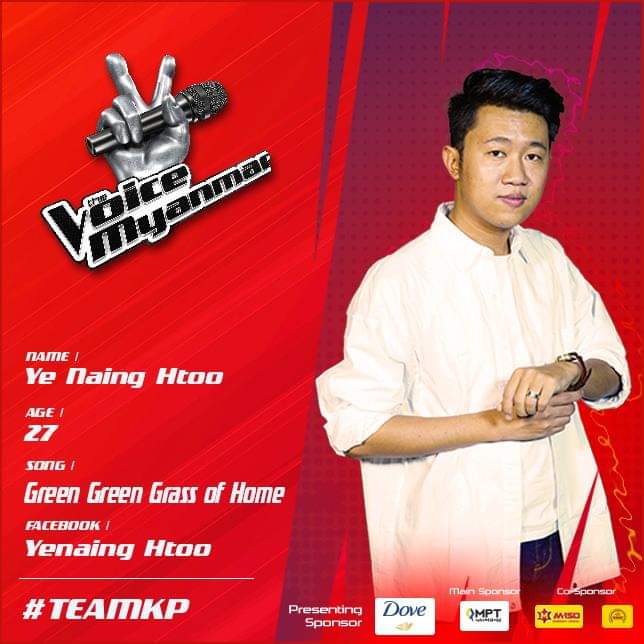 the
Voice
Myanmar
NAME /
Ye Naing Htoo
AGE /
27
SONG /
Green Green Grass of Home
FACEBOOK /
Yenaing Htoo
#TEAMKP
Presenting
Sponsor
Dove
Main Sponsor
MPT
Co-Sponsor
M-150